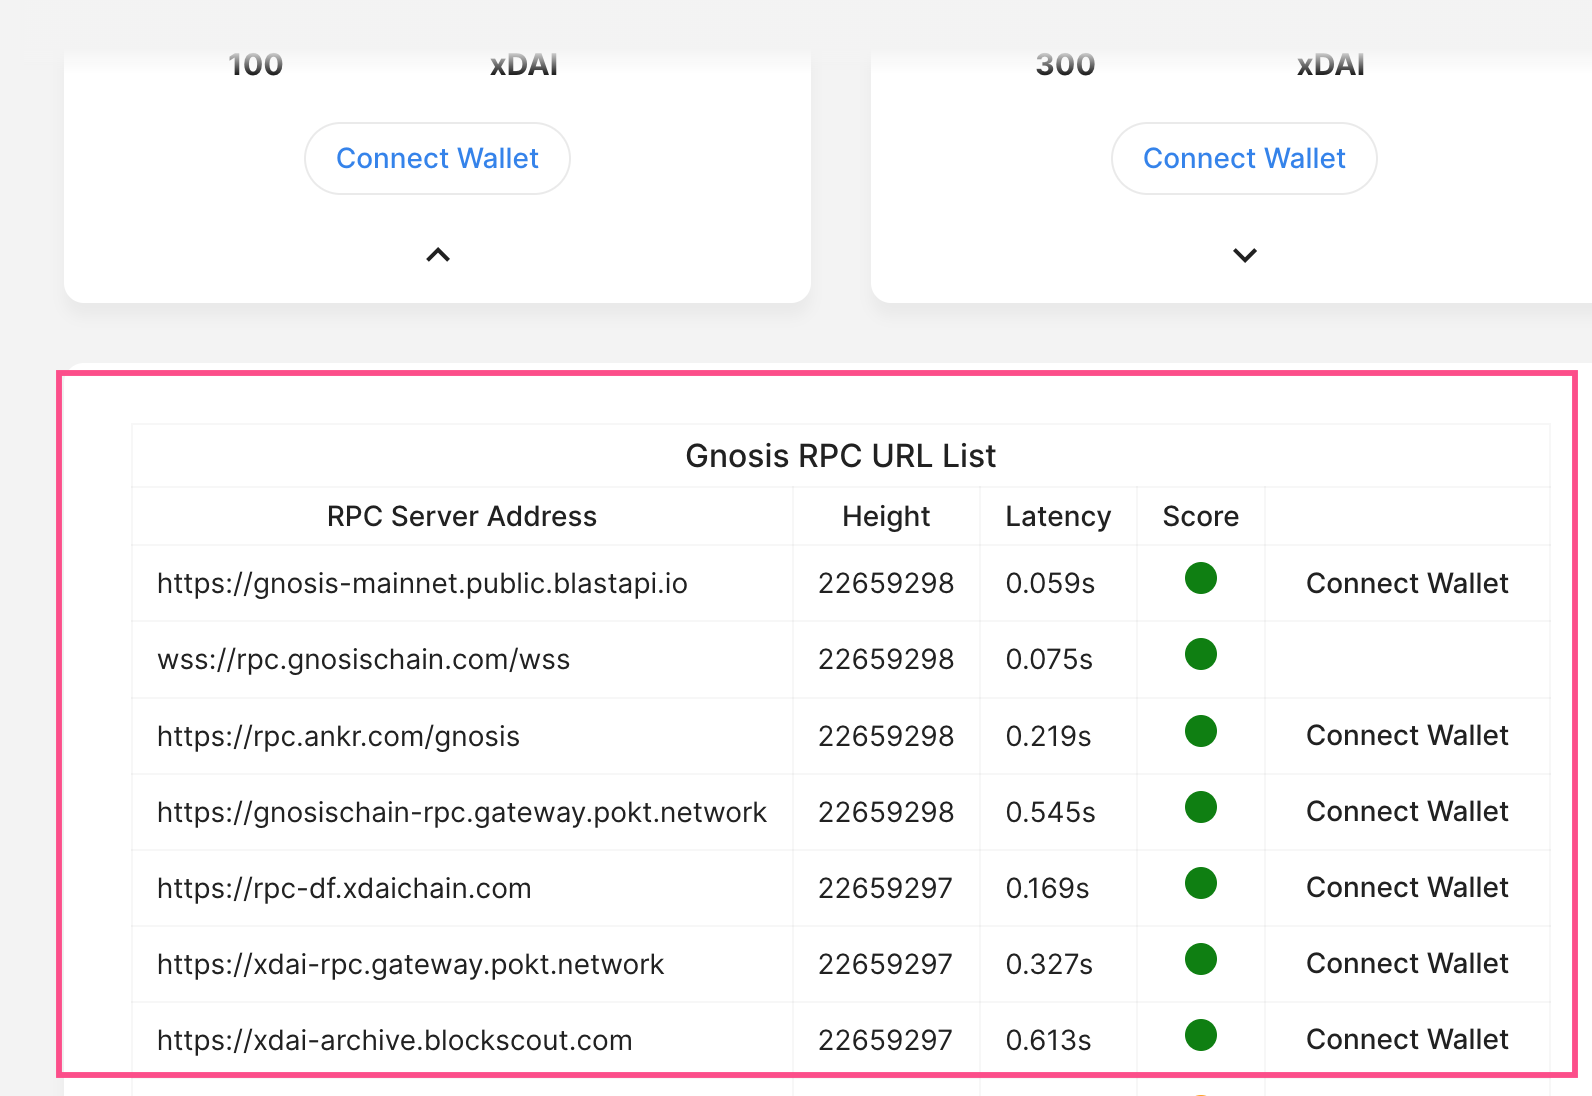 100 xDAI 300 xDAI
Connect Wallet Connect Wallet
Gnosis RPC URL List
RPC Server Address Height Latency Score
https://gnosis-mainnet.public.blastapi.io 22659298 0.059s Connect Wallet
wss://rpc.gnosischain.com/wss 22659298 0.075s
https://rpc.ankr.com/gnosis 22659298 0.219s Connect Wallet
https://gnosischain-rpc.gateway.pokt.network 22659298 0.545s Connect Wallet
https://rpc-df.xdaichain.com 22659297 0.169s Connect Wallet
https://xdai-rpc.gateway.pokt.network 22659297 0.327s Connect Wallet
https://xdai-archive.blockscout.com 22659297 0.613s Connect Wallet